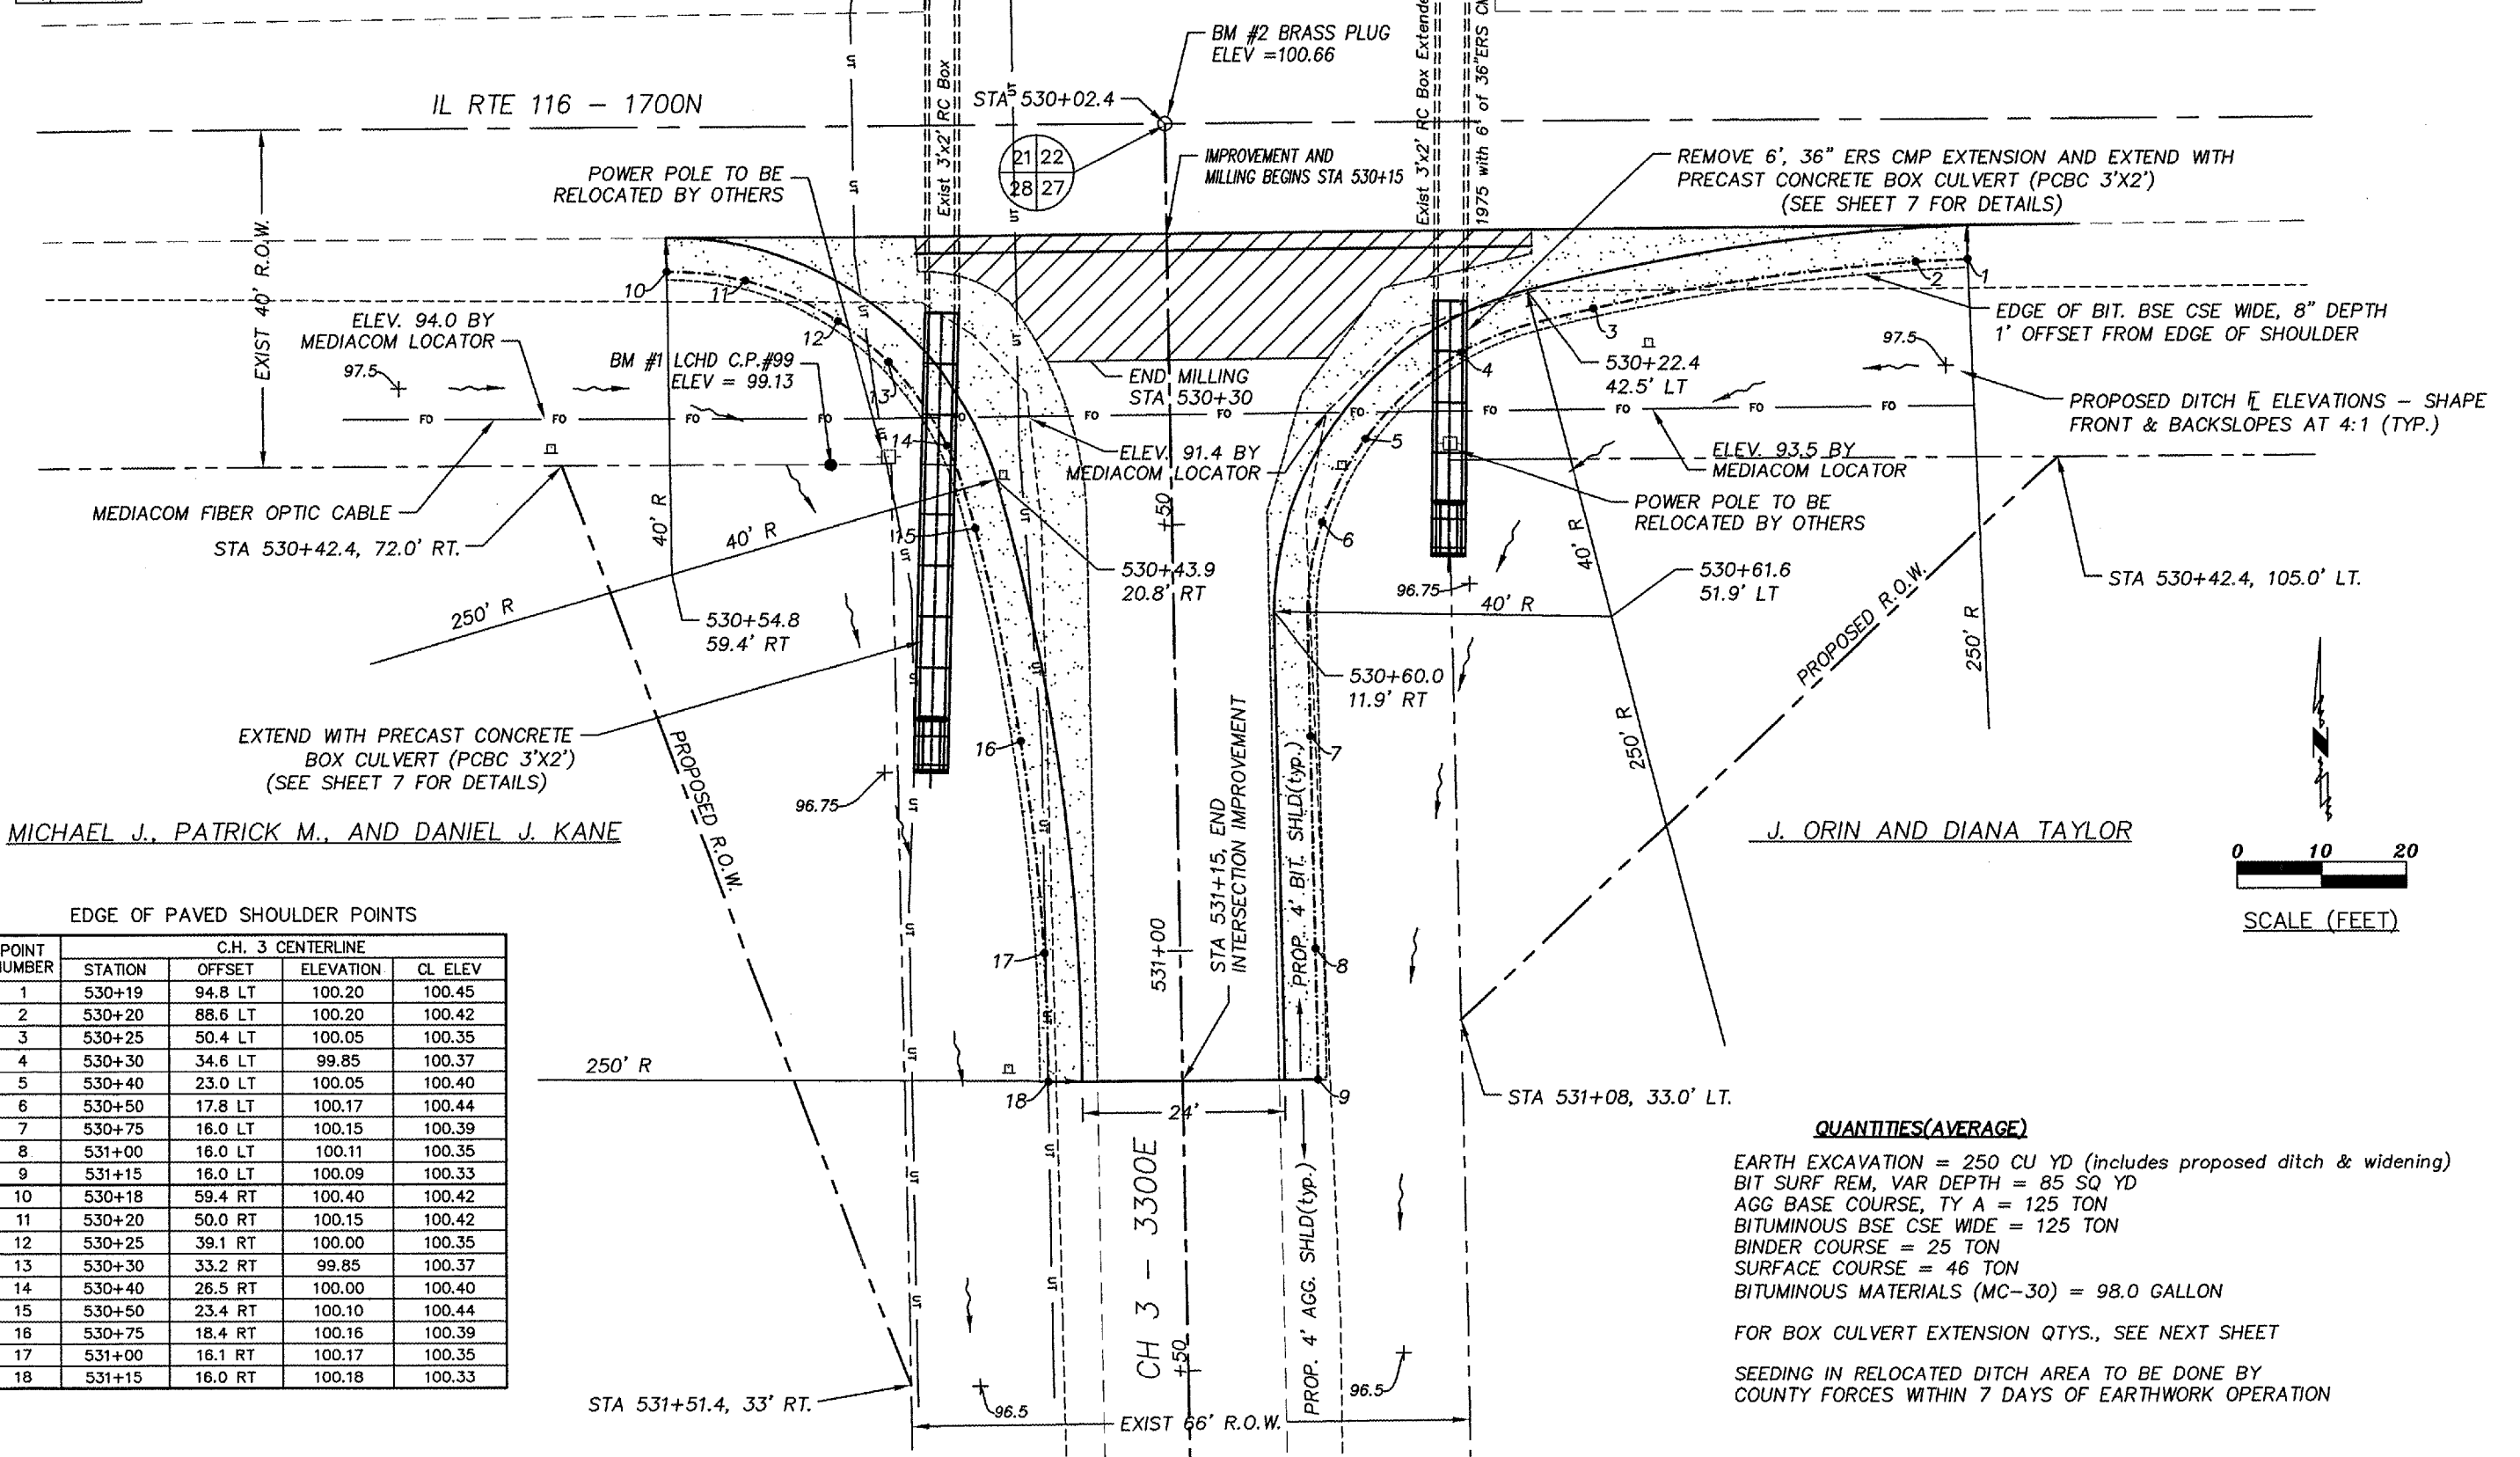 BM #2 BRASS PLUG
ELEV =100.66
Exist 3'x2' RC Box
Exist 3'x2' RC Box Extende
1975 with 6' of 36"ERS CM
IL RTE 116 - 1700N
STA 530+02.4
21 22
28 27
IMPROVEMENT AND
MILLING BEGINS STA 530+15
POWER POLE TO BE
RELOCATED BY OTHERS
REMOVE 6', 36" ERS CMP EXTENSION AND EXTEND WITH
PRECAST CONCRETE BOX CULVERT (PCBC 3'X2')
(SEE SHEET 7 FOR DETAILS)
EXIST 40' R.O.W.
10
11
12
13
14
15
16
17
18
1
2
3
4
5
6
7
8
9
EDGE OF BIT. BSE CSE WIDE, 8" DEPTH
1' OFFSET FROM EDGE OF SHOULDER
ELEV. 94.0 BY
MEDIACOM LOCATOR
97.5
BM #1 LCHD C.P.#99
ELEV = 99.13
END MILLING
STA 530+30
530+22.4
42.5' LT
97.5
PROPOSED DITCH ℄ ELEVATIONS - SHAPE
FRONT & BACKSLOPES AT 4:1 (TYP.)
FO FO FO FO FO FO FO FO FO FO FO
ELEV. 91.4 BY
MEDIACOM LOCATOR
ELEV. 93.5 BY
MEDIACOM LOCATOR
POWER POLE TO BE
RELOCATED BY OTHERS
MEDIACOM FIBER OPTIC CABLE
STA 530+42.4, 72.0' RT.
40' R
40' R
250' R
+50
530+43.9
20.8' RT
530+54.8
59.4' RT
96.75
40' R
40' R
530+61.6
51.9' LT
STA 530+42.4, 105.0' LT.
PROPOSED R.O.W.
250' R
250' R
530+60.0
11.9' RT
EXTEND WITH PRECAST CONCRETE
BOX CULVERT (PCBC 3'X2')
(SEE SHEET 7 FOR DETAILS)
PROPOSED R.O.W.
96.75
STA 531+15, END
INTERSECTION IMPROVEMENT
PROP. 4' BIT. SHLD(typ.)
MICHAEL J., PATRICK M., AND DANIEL J. KANE
J. ORIN AND DIANA TAYLOR
0 10 20
SCALE (FEET)
531+00
250' R
24'
STA 531+08, 33.0' LT.
CH 3 - 3300E
PROP. 4' AGG. SHLD(typ.)
+50
96.5
96.5
STA 531+51.4, 33' RT.
EXIST 66' R.O.W.
EDGE OF PAVED SHOULDER POINTS
POINT C.H. 3 CENTERLINE
UMBER STATION OFFSET ELEVATION CL ELEV
1 530+19 94.8 LT 100.20 100.45
2 530+20 88.6 LT 100.20 100.42
3 530+25 50.4 LT 100.05 100.35
4 530+30 34.6 LT 99.85 100.37
5 530+40 23.0 LT 100.05 100.40
6 530+50 17.8 LT 100.17 100.44
7 530+75 16.0 LT 100.15 100.39
8 531+00 16.0 LT 100.11 100.35
9 531+15 16.0 LT 100.09 100.33
10 530+18 59.4 RT 100.40 100.42
11 530+20 50.0 RT 100.15 100.42
12 530+25 39.1 RT 100.00 100.35
13 530+30 33.2 RT 99.85 100.37
14 530+40 26.5 RT 100.00 100.40
15 530+50 23.4 RT 100.10 100.44
16 530+75 18.4 RT 100.16 100.39
17 531+00 16.1 RT 100.17 100.35
18 531+15 16.0 RT 100.18 100.33
QUANTITIES(AVERAGE)
EARTH EXCAVATION = 250 CU YD (includes proposed ditch & widening)
BIT SURF REM, VAR DEPTH = 85 SQ YD
AGG BASE COURSE, TY A = 125 TON
BITUMINOUS BSE CSE WIDE = 125 TON
BINDER COURSE = 25 TON
SURFACE COURSE = 46 TON
BITUMINOUS MATERIALS (MC-30) = 98.0 GALLON
FOR BOX CULVERT EXTENSION QTYS., SEE NEXT SHEET
SEEDING IN RELOCATED DITCH AREA TO BE DONE BY
COUNTY FORCES WITHIN 7 DAYS OF EARTHWORK OPERATION